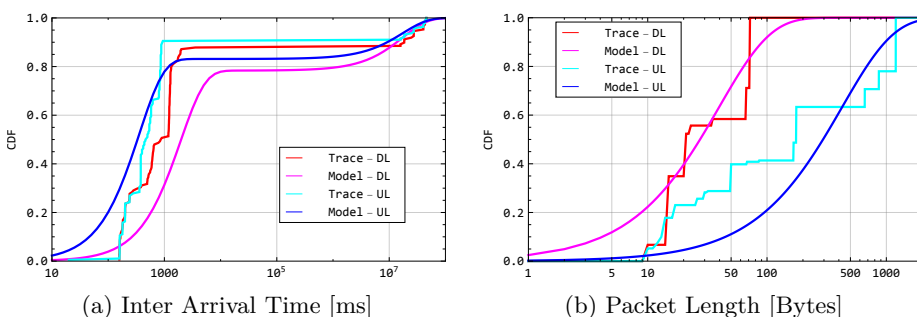 1.0
0.8
0.6
0.4
0.2
0.0
CDF
10
1000
10^5
10^7
Trace – DL
Model – DL
Trace – UL
Model – UL
(a) Inter Arrival Time [ms]
1.0
0.8
0.6
0.4
0.2
0.0
CDF
1
5
10
50
100
500
1000
Trace – DL
Model – DL
Trace – UL
Model – UL
(b) Packet Length [Bytes]